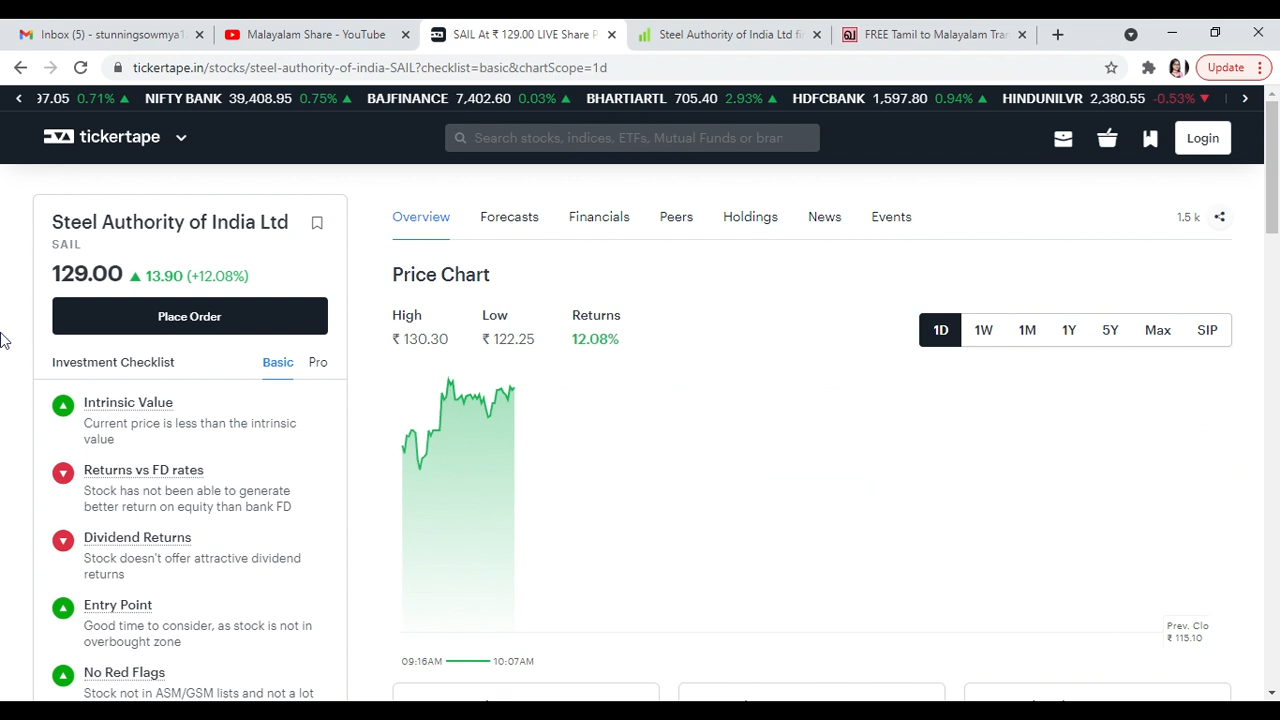 Inbox (5) - stunningsowmya1
Malayalam Share - YouTube
SAIL At ₹ 129.00 LIVE Share P
Steel Authority of India Ltd fi
FREE Tamil to Malayalam Tran
tickertape.in/stocks/steel-authority-of-india-SAIL?checklist=basic&chartScope=1d
Update
97.05 0.71% NIFTY BANK 39,408.95 0.75% BAJFINANCE 7,402.60 0.03% BHARTIARTL 705.40 2.93% HDFCBANK 1,597.80 0.94% HINDUNILVR 2,380.55 -0.53%
tickertape
Search stocks, indices, ETFs, Mutual Funds or bran
Login
Steel Authority of India Ltd
SAIL
129.00 13.90 (+12.08%)
Place Order
Investment Checklist Basic Pro
Intrinsic Value
Current price is less than the intrinsic
value
Returns vs FD rates
Stock has not been able to generate
better return on equity than bank FD
Dividend Returns
Stock doesn't offer attractive dividend
returns
Entry Point
Good time to consider, as stock is not in
overbought zone
No Red Flags
Stock not in ASM/GSM lists and not a lot
Overview Forecasts Financials Peers Holdings News Events
1.5 k
Price Chart
High Low Returns
₹ 130.30 ₹ 122.25 12.08%
1D 1W 1M 1Y 5Y Max SIP
Prev. Clo
₹ 115.10
09:16AM 10:07AM